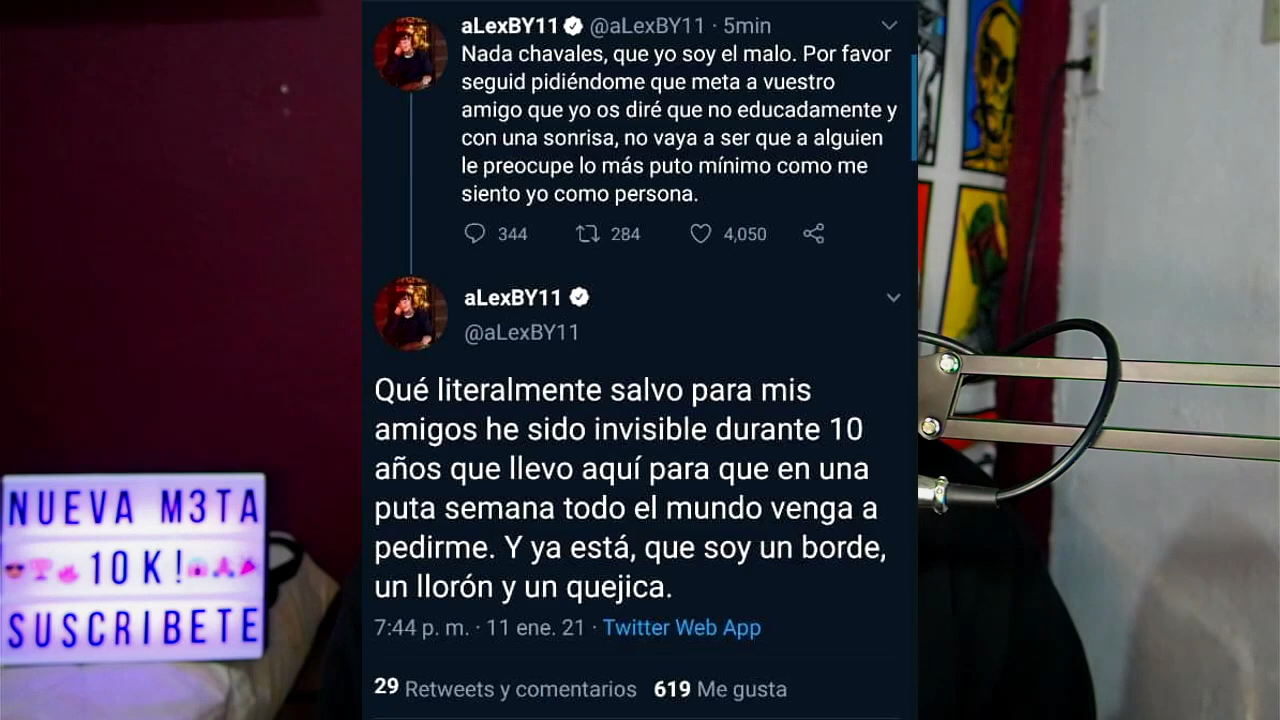 aLexBY11 @aLexBY11 · 5min
Nada chavales, que yo soy el malo. Por favor
seguid pidiéndome que meta a vuestro
amigo que yo os diré que no educadamente y
con una sonrisa, no vaya a ser que a alguien
le preocupe lo más puto mínimo como me
siento yo como persona.
344 284 4,050
aLexBY11
@aLexBY11
Qué literalmente salvo para mis
amigos he sido invisible durante 10
años que llevo aquí para que en una
puta semana todo el mundo venga a
pedirme. Y ya está, que soy un borde,
un llorón y un quejica.
7:44 p. m. · 11 ene. 21 · Twitter Web App
29 Retweets y comentarios 619 Me gusta
NUEVA M3TA
10K!
SUSCRIBETE